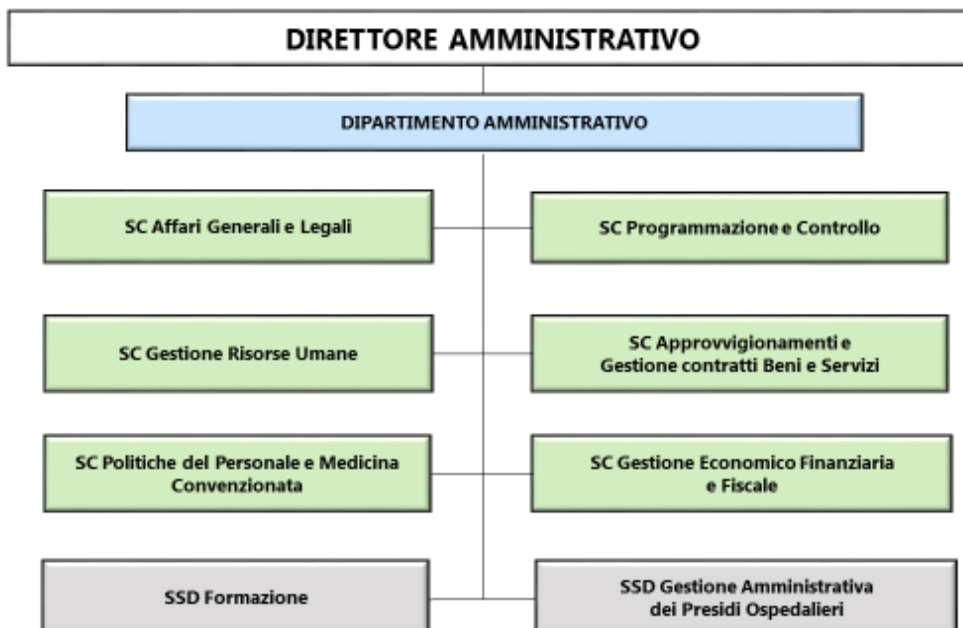 DIRETTORE AMMINISTRATIVO
DIPARTIMENTO AMMINISTRATIVO
SC Affari Generali e Legali
SC Programmazione e Controllo
SC Gestione Risorse Umane
SC Approvvigionamenti e
Gestione contratti Beni e Servizi
SC Politiche del Personale e Medicina
Convenzionata
SC Gestione Economico Finanziaria
e Fiscale
SSD Formazione
SSD Gestione Amministrativa
dei Presidi Ospedalieri